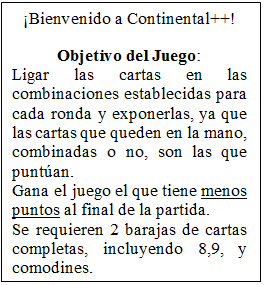 ¡Bienvenido a Continental++!
Objetivo del Juego:
Ligar las cartas en las
combinaciones establecidas para
cada ronda y exponerlas, ya que
las cartas que queden en la mano,
combinadas o no, son las que
puntúan.
Gana el juego el que tiene menos
puntos al final de la partida.
Se requieren 2 barajas de cartas
completas, incluyendo 8,9, y
comodines.